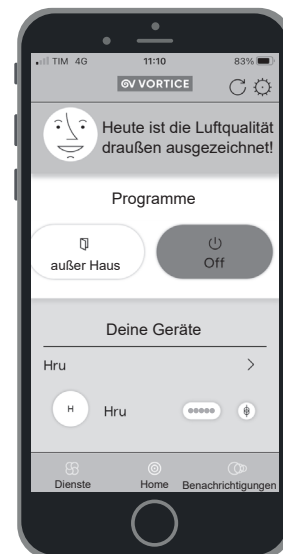 TIM 4G 11:10 83%
VORTICE
Heute ist die Luftqualität
draußen ausgezeichnet!
Programme
außer Haus
Off
Deine Geräte
Hru
H Hru
Dienste Home Benachrichtigungen